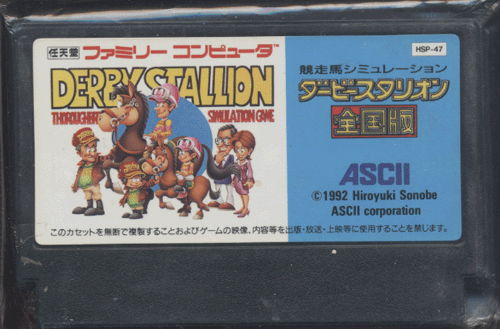 任天堂 ファミリー コンピュータ™
HSP-47
DERBY STALLION
THOROUGHBRED SIMULATION GAME
競走馬シミュレーション
ダービースタリオン
全国版
ASCII
©1992 Hiroyuki Sonobe
ASCII corporation
このカセットを無断で複製することおよびゲームの映像、内容等を出版・放送・上映等に使用することを禁じます。